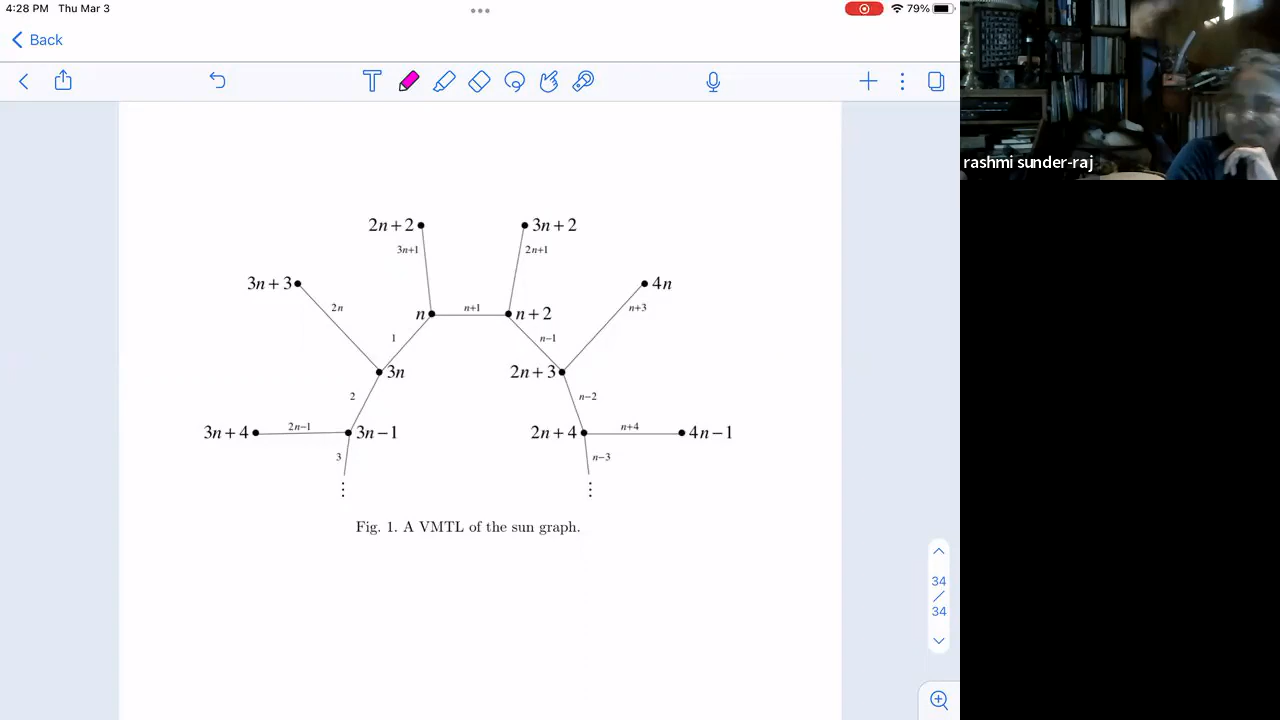 4:28 PM Thu Mar 3
79%
Back
rashmi sunder-raj
2n+2
3n+2
3n+1
2n+1
3n+3
4n
2n
n+1
n+3
n
n+2
1
n−1
3n
2n+3
2
n−2
3n+4
2n−1
3n−1
2n+4
n+4
4n−1
3
n−3
⋮
⋮
Fig. 1. A VMTL of the sun graph.
34
34